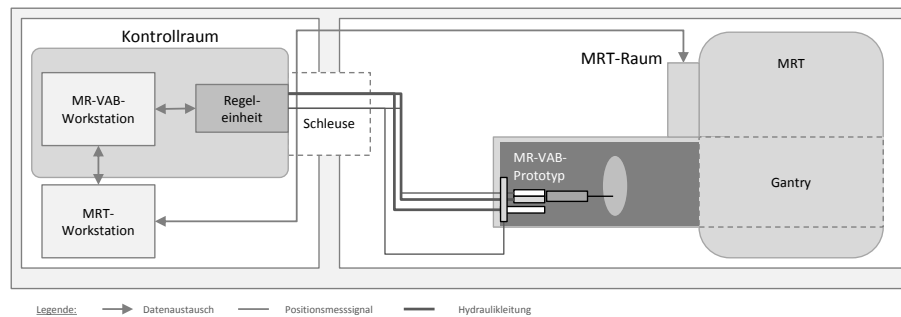 Kontrollraum
MR-VAB-
Workstation
Regel-
einheit
Schleuse
MRT-
Workstation
MRT-Raum
MRT
MR-VAB-
Prototyp
Gantry
Legende:
Datenaustausch
Positionsmesssignal
Hydraulikleitung